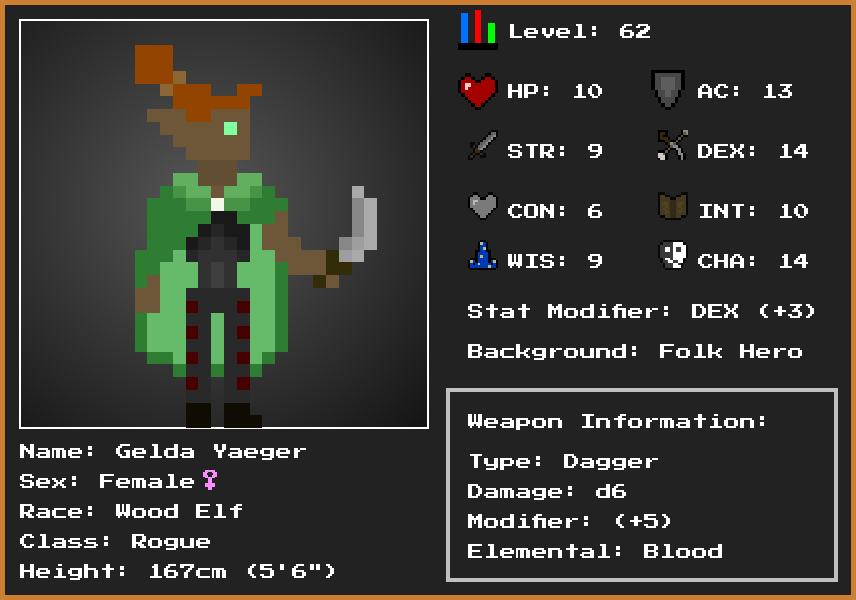 Level: 62
HP: 10
AC: 13
STR: 9
DEX: 14
CON: 6
INT: 10
WIS: 9
CHA: 14
Stat Modifier: DEX (+3)
Background: Folk Hero
Weapon Information:
Type: Dagger
Damage: d6
Modifier: (+5)
Elemental: Blood
Name: Gelda Yaeger
Sex: Female♀
Race: Wood Elf
Class: Rogue
Height: 167cm (5'6")